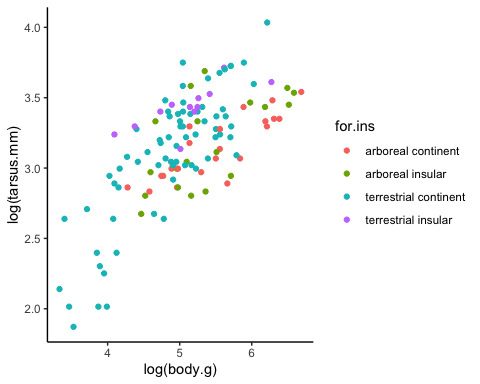 4.0
3.5
3.0
2.5
2.0
log(tarsus.mm)
4
5
6
log(body.g)
for.ins
arboreal continent
arboreal insular
terrestrial continent
terrestrial insular